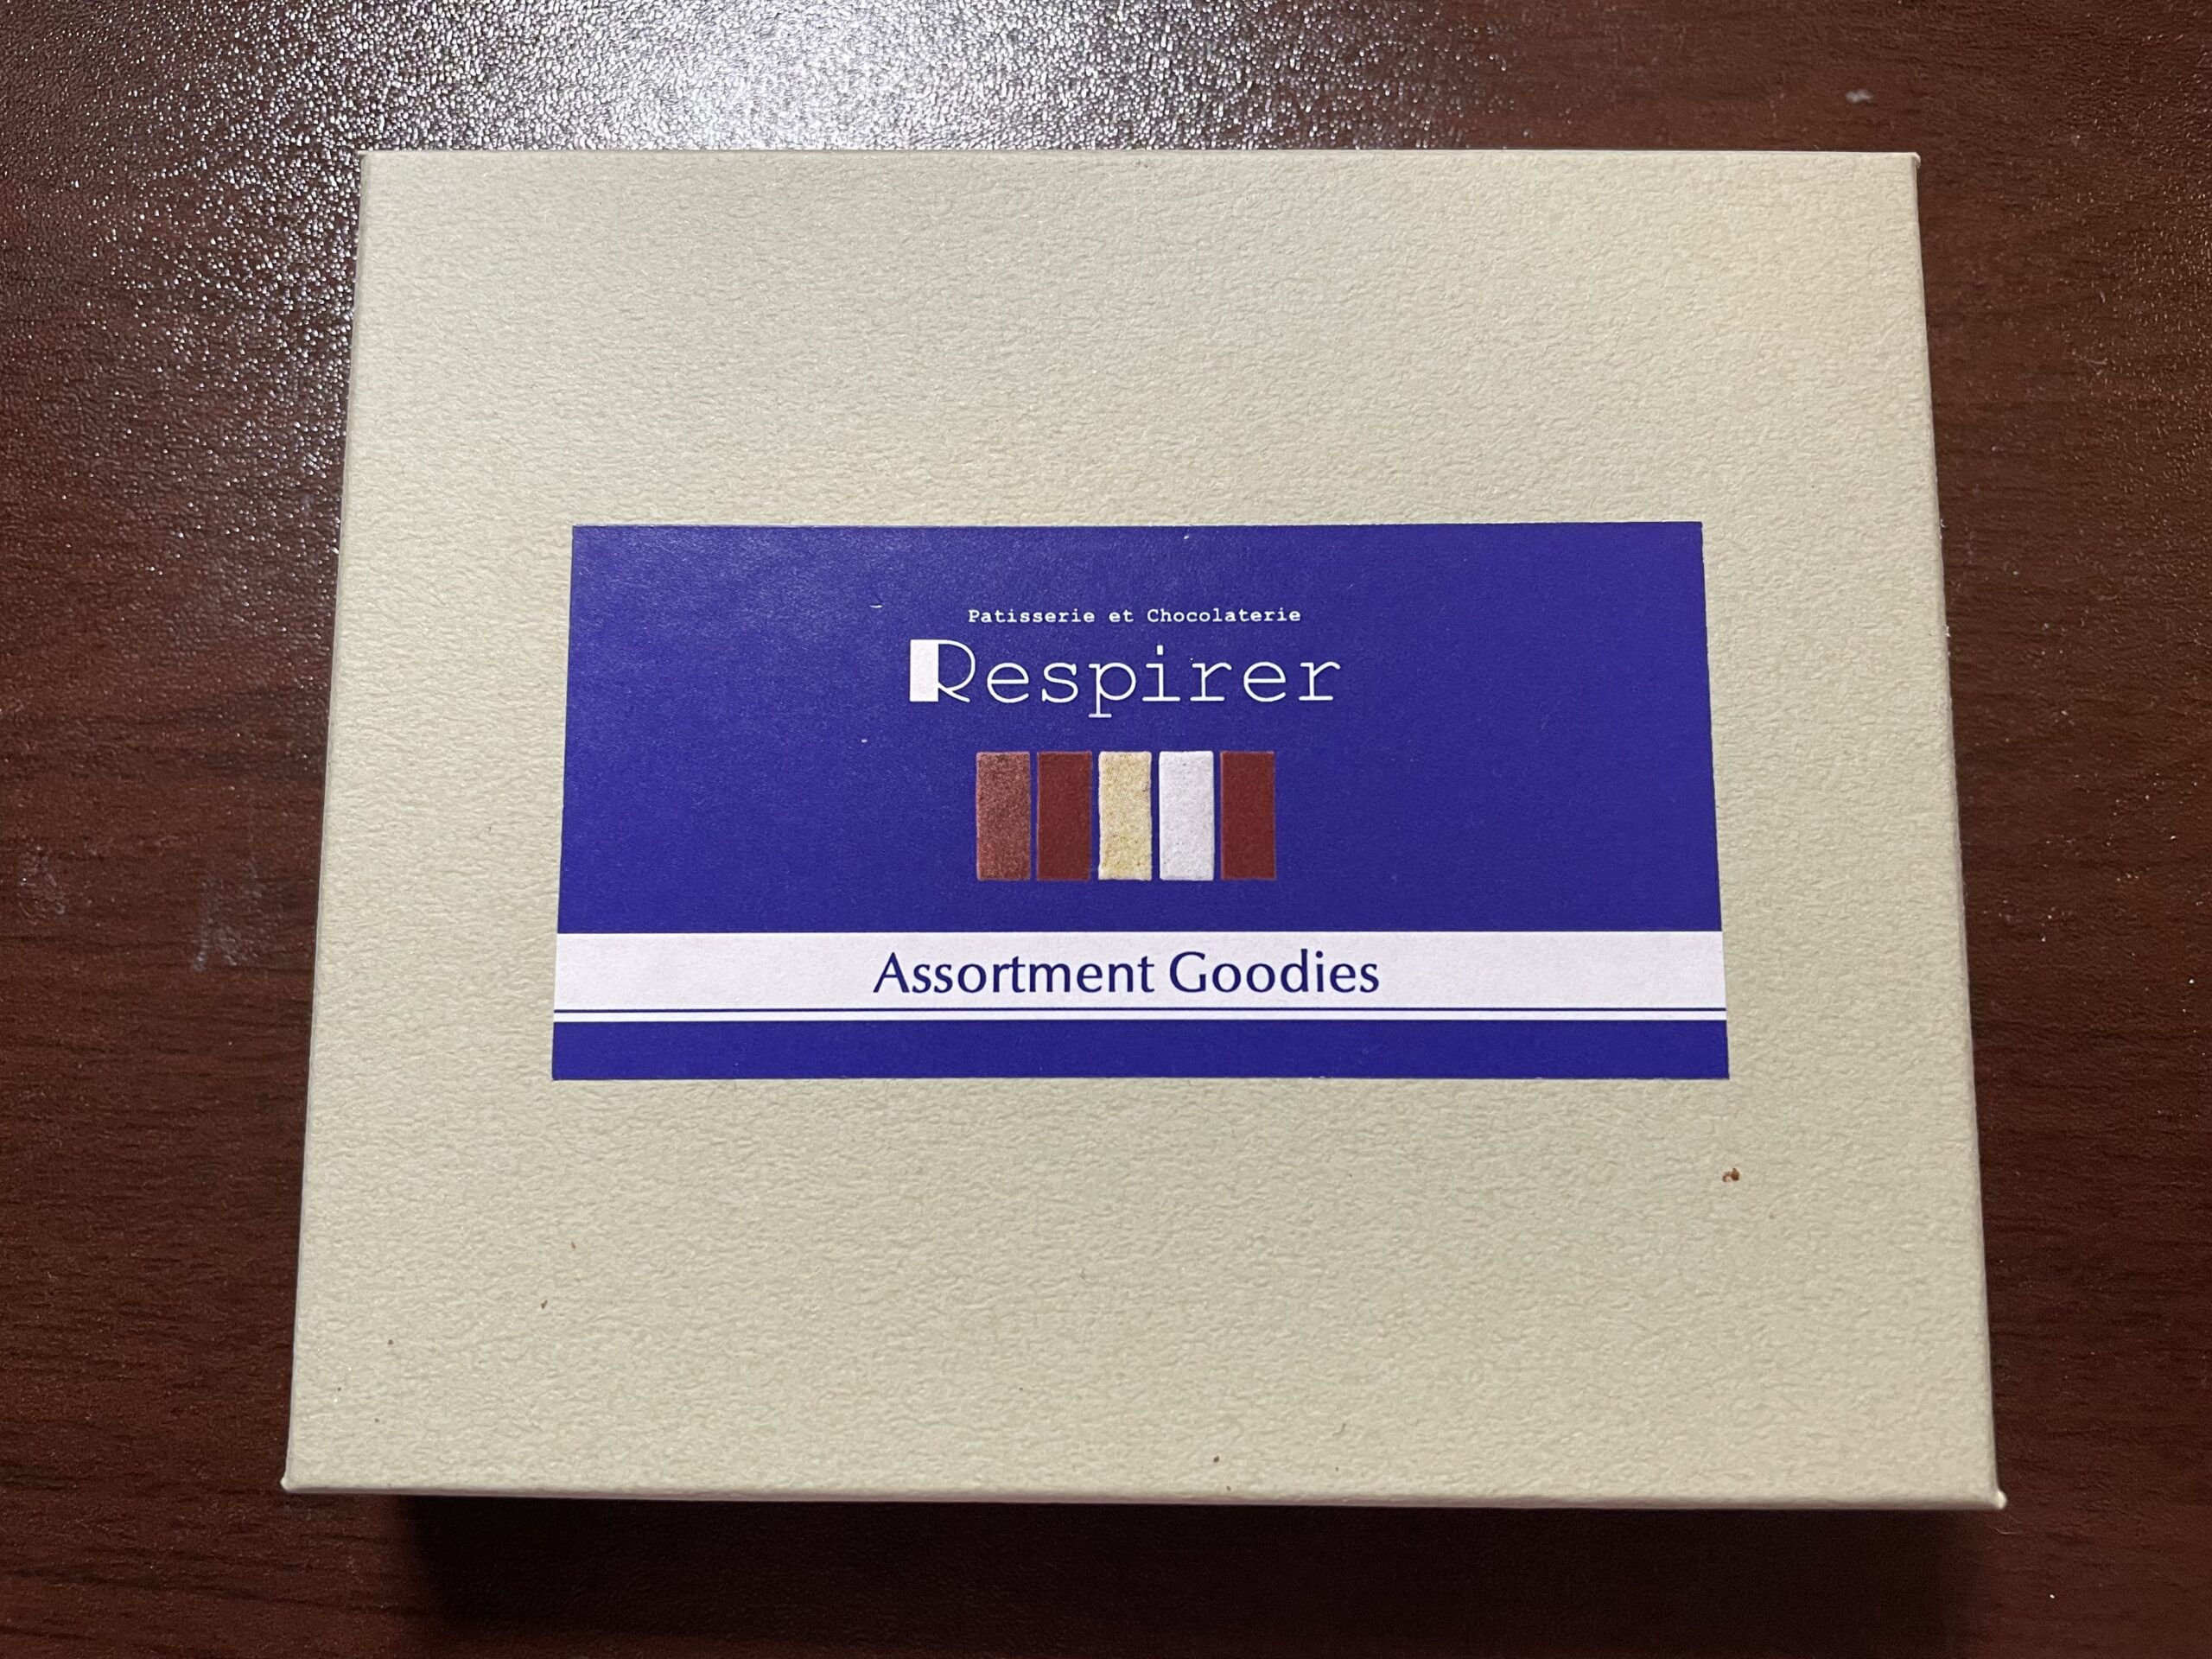 Patisserie et Chocolaterie
Respirer
Assortment Goodies